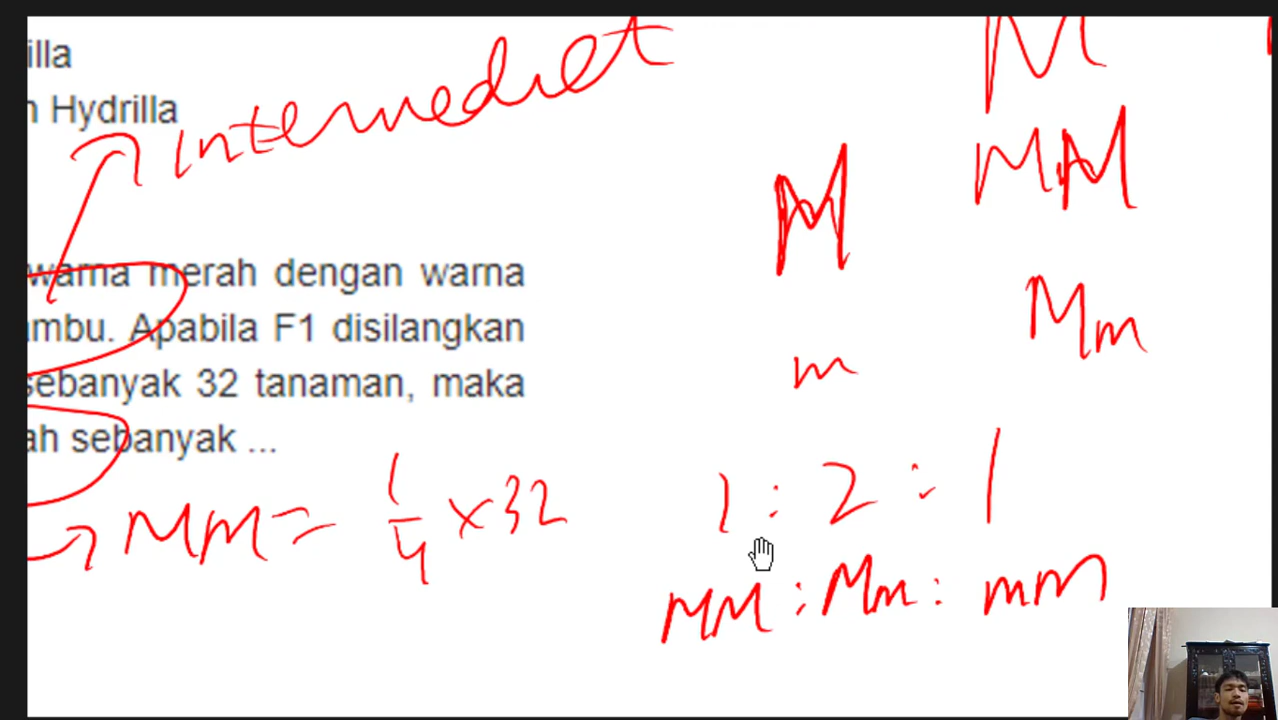 illa
n Hydrilla
Intermediet
M
MM
M
Mm
warna merah dengan warna
ambu. Apabila F1 disilangkan
sebanyak 32 tanaman, maka
m
ah sebanyak ...
MM = 1/4 x 32
1 : 2 : 1
MM : Mm : mm